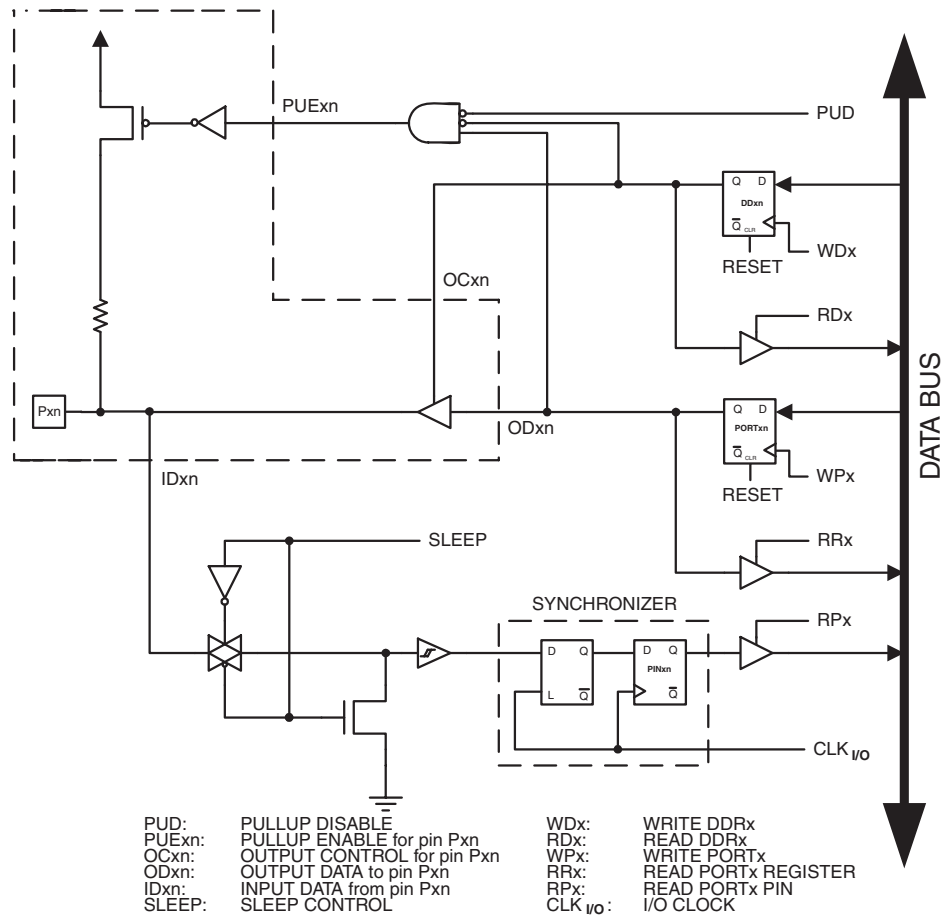 PUExn
PUD
Q D
DDxn
Q CLR
WDx
RESET
OCxn
RDx
DATA BUS
Pxn
ODxn
Q D
PORTxn
Q CLR
WPx
RESET
IDxn
SLEEP
RRx
SYNCHRONIZER
RPx
D Q
L Q
D Q
PINxn
Q
CLK I/O
PUD: PULLUP DISABLE
PUExn: PULLUP ENABLE for pin Pxn
OCxn: OUTPUT CONTROL for pin Pxn
ODxn: OUTPUT DATA to pin Pxn
IDxn: INPUT DATA from pin Pxn
SLEEP: SLEEP CONTROL
WDx: WRITE DDRx
RDx: READ DDRx
WPx: WRITE PORTx
RRx: READ PORTx REGISTER
RPx: READ PORTx PIN
CLK I/O: I/O CLOCK